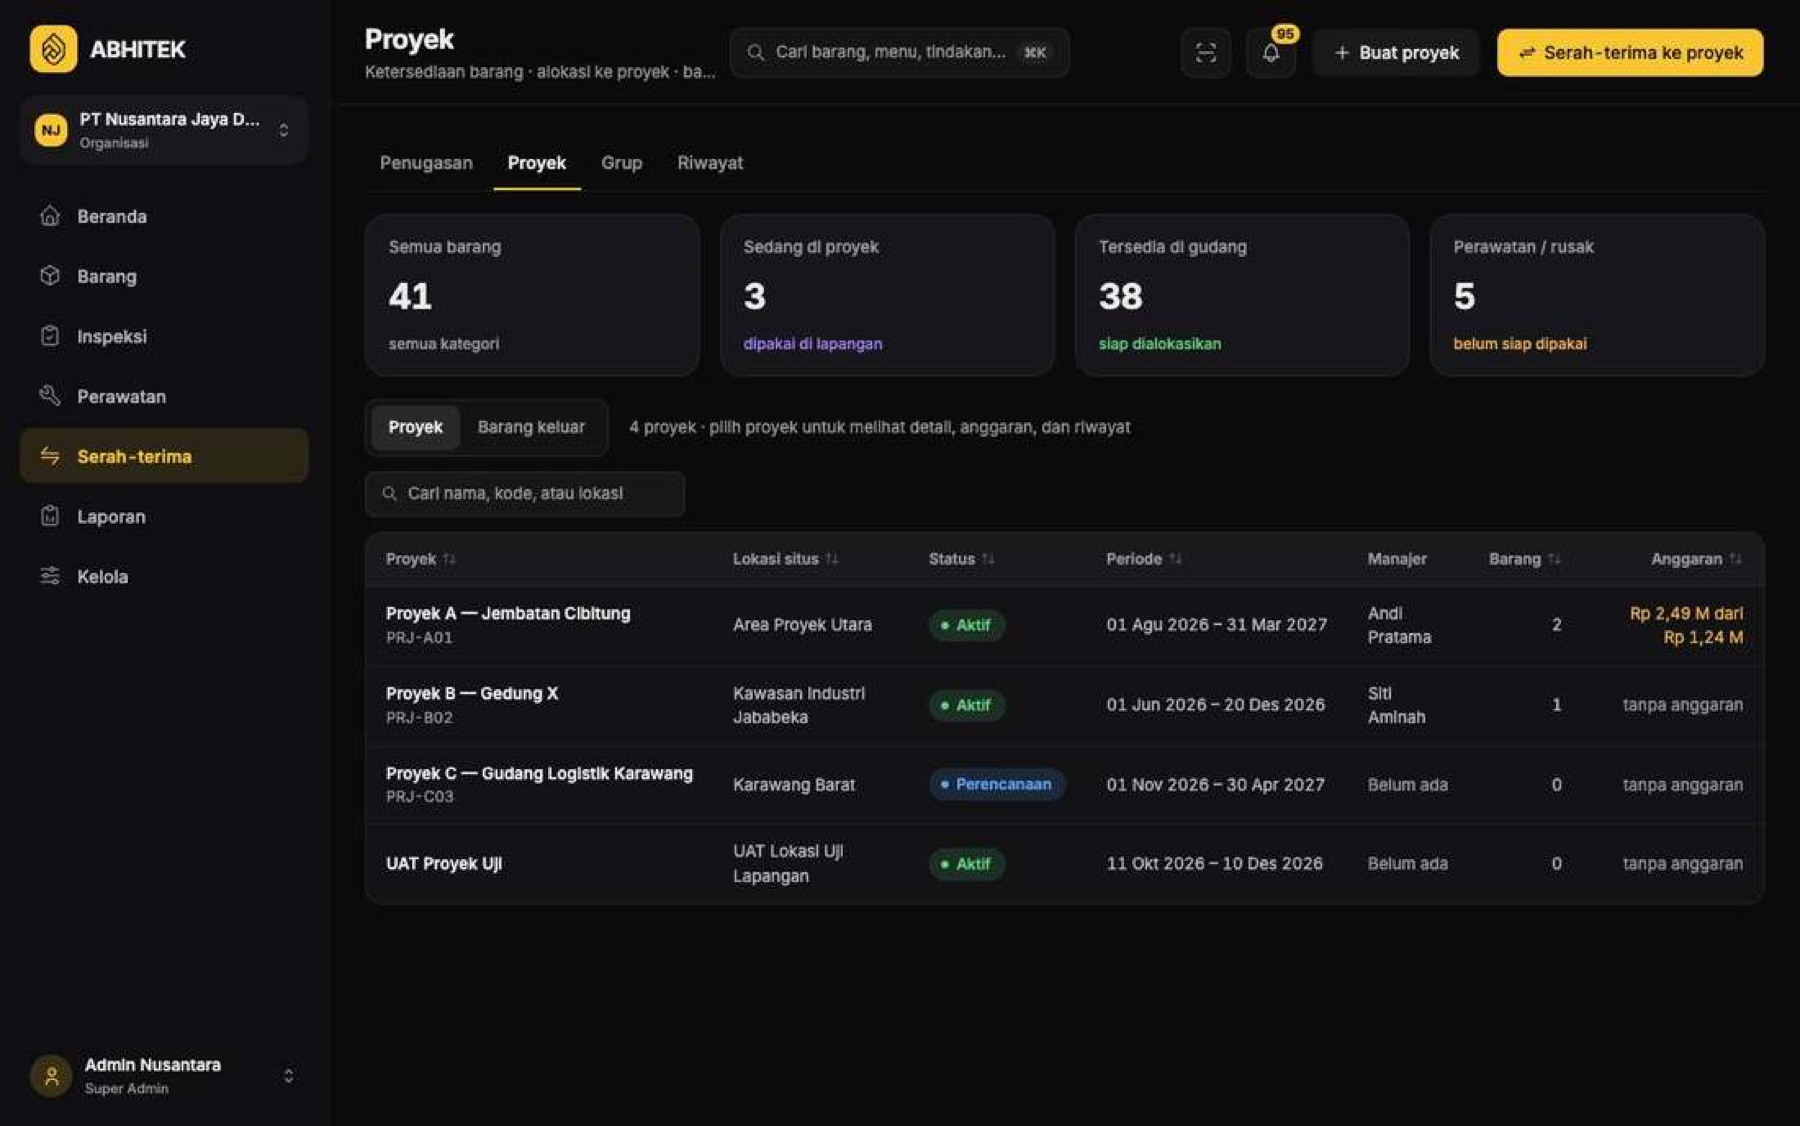 ABHITEK
NJ
PT Nusantara Jaya D...
Organisasi
Beranda
Barang
Inspeksi
Perawatan
Serah-terima
Laporan
Kelola
Admin Nusantara
Super Admin
Proyek
Ketersediaan barang · alokasi ke proyek · ba...
Cari barang, menu, tindakan... ⌘K
95
+ Buat proyek
Serah-terima ke proyek
Penugasan Proyek Grup Riwayat
Semua barang
41
semua kategori
Sedang di proyek
3
dipakai di lapangan
Tersedia di gudang
38
siap dialokasikan
Perawatan / rusak
5
belum siap dipakai
Proyek Barang keluar 4 proyek · pilih proyek untuk melihat detail, anggaran, dan riwayat
Cari nama, kode, atau lokasi
Proyek Lokasi situs Status Periode Manajer Barang Anggaran
Proyek A — Jembatan Cibitung
PRJ-A01
Area Proyek Utara
Aktif
01 Agu 2026 – 31 Mar 2027
Andi
Pratama
2
Rp 2,49 M dari
Rp 1,24 M
Proyek B — Gedung X
PRJ-B02
Kawasan Industri
Jababeka
Aktif
01 Jun 2026 – 20 Des 2026
Siti
Aminah
1
tanpa anggaran
Proyek C — Gudang Logistik Karawang
PRJ-C03
Karawang Barat
Perencanaan
01 Nov 2026 – 30 Apr 2027
Belum ada
0
tanpa anggaran
UAT Proyek Uji
UAT Lokasi Uji
Lapangan
Aktif
11 Okt 2026 – 10 Des 2026
Belum ada
0
tanpa anggaran